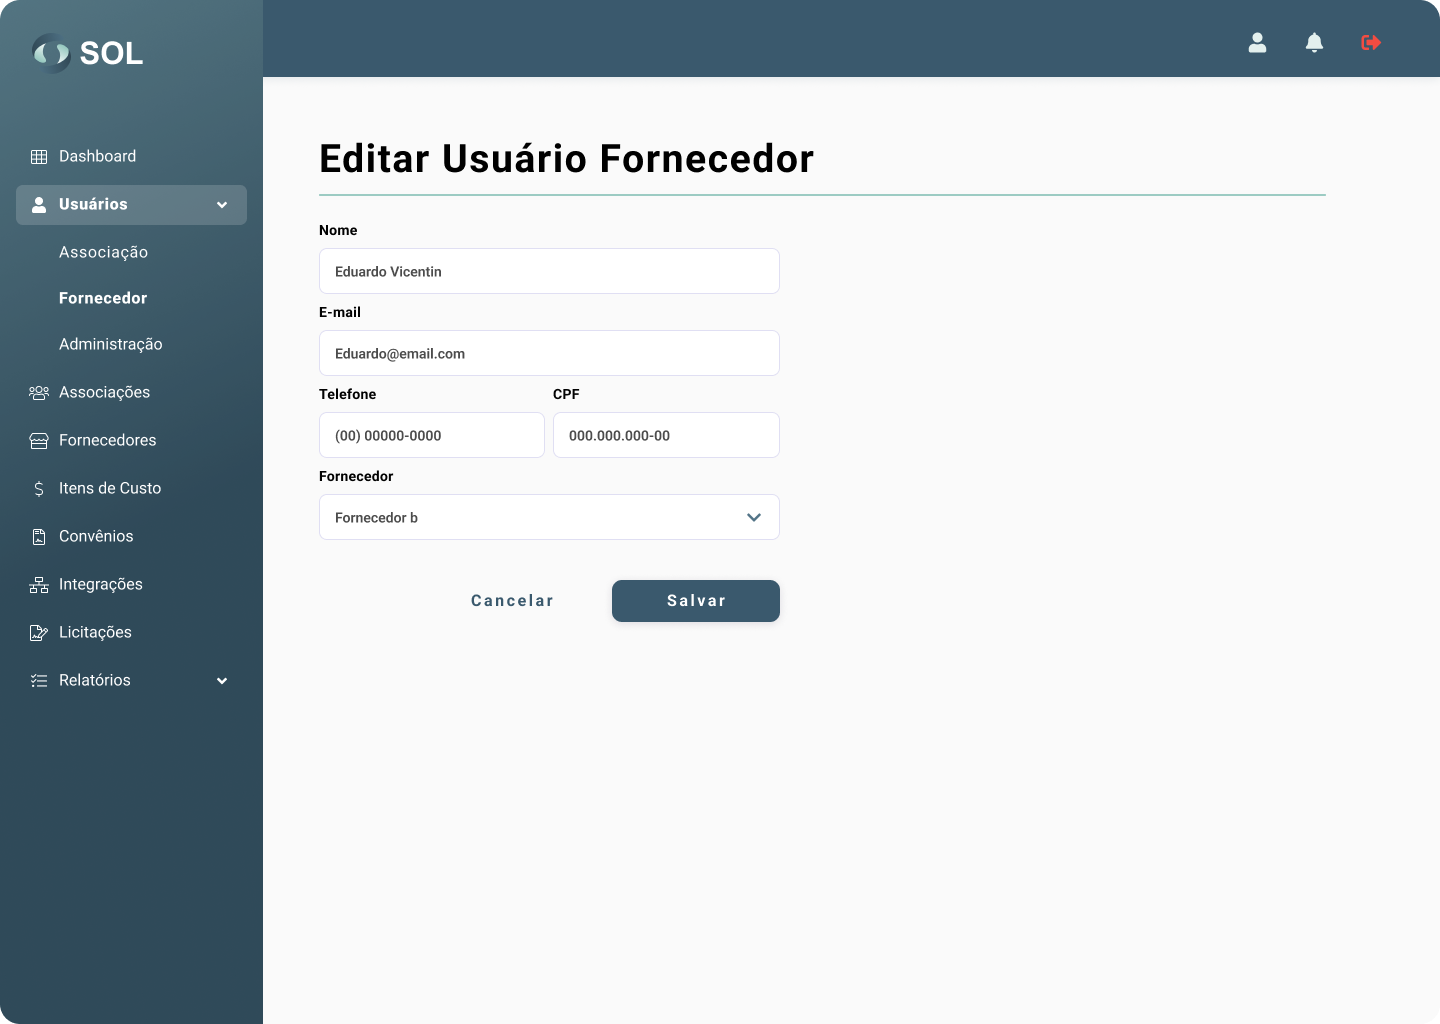 SOL
Dashboard
Usuários
Associação
Fornecedor
Administração
Associações
Fornecedores
Itens de Custo
Convênios
Integrações
Licitações
Relatórios
Editar Usuário Fornecedor
Nome
Eduardo Vicentin
E-mail
Eduardo@email.com
Telefone CPF
(00) 00000-0000 000.000.000-00
Fornecedor
Fornecedor b
Cancelar Salvar